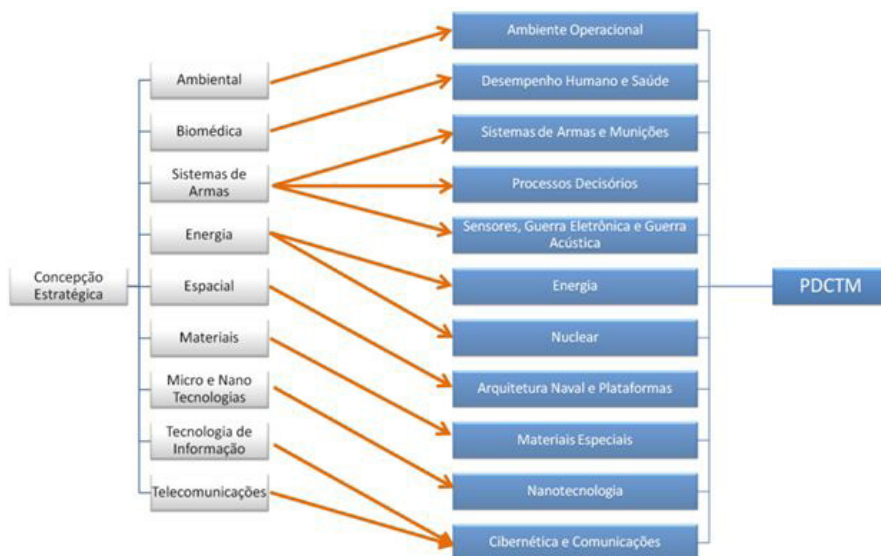 Concepção
Estratégica
Ambiental
Biomédica
Sistemas de
Armas
Energia
Espacial
Materiais
Micro e Nano
Tecnologias
Tecnologia de
Informação
Telecomunicações
Ambiente Operacional
Desempenho Humano e Saúde
Sistemas de Armas e Munições
Processos Decisórios
Sensores, Guerra Eletrônica e Guerra
Acústica
Energia
Nuclear
Arquitetura Naval e Plataformas
Materiais Especiais
Nanotecnologia
Cibernética e Comunicações
PDCTM